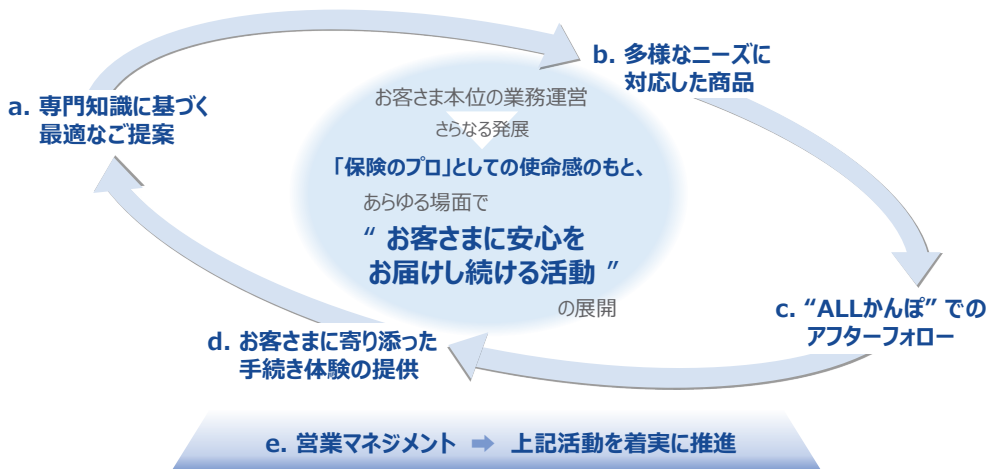 a. 専門知識に基づく
最適なご提案
b. 多様なニーズに
対応した商品
お客さま本位の業務運営
さらなる発展
「保険のプロ」としての使命感のもと、
あらゆる場面で
“ お客さまに安心を
お届けし続ける活動 ”
の展開
c. “ALLかんぽ” での
アフターフォロー
d. お客さまに寄り添った
手続き体験の提供
e. 営業マネジメント ➡ 上記活動を着実に推進